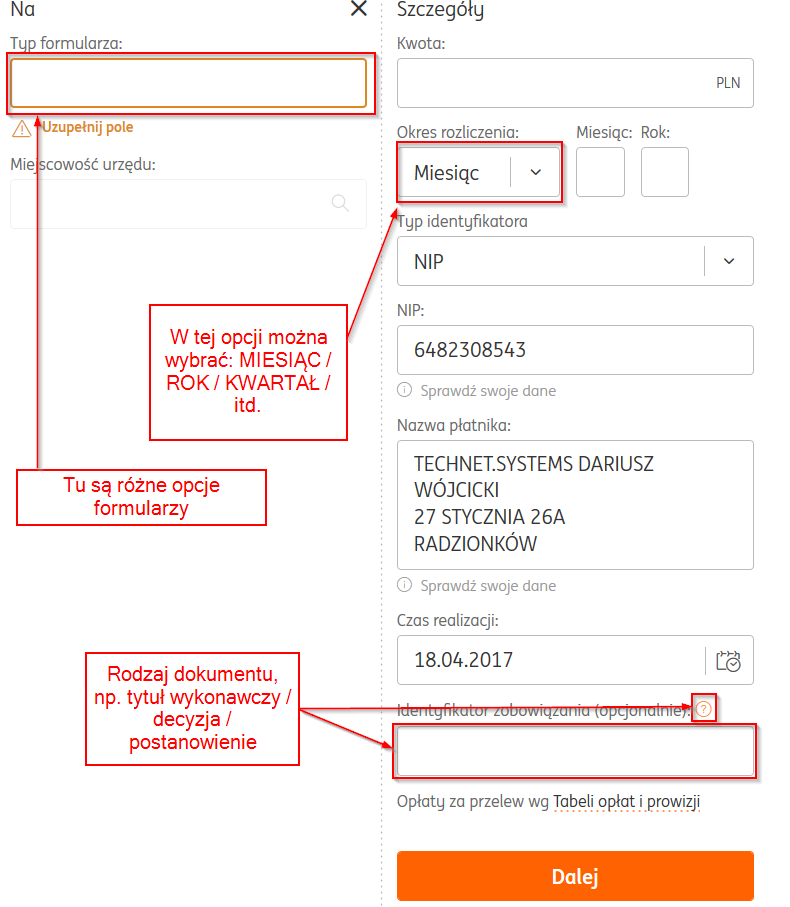 Na
Typ formularza:
Uzupełnij pole
Miejscowość urzędu:
W tej opcji można
wybrać: MIESIĄC /
ROK / KWARTAŁ /
itd.
Tu są różne opcje
formularzy
Rodzaj dokumentu,
np. tytuł wykonawczy /
decyzja /
postanowienie
Szczegóły
Kwota:
PLN
Okres rozliczenia: Miesiąc: Rok:
Miesiąc
Typ identyfikatora
NIP
NIP:
6482308543
Sprawdź swoje dane
Nazwa płatnika:
TECHNET.SYSTEMS DARIUSZ
WÓJCICKI
27 STYCZNIA 26A
RADZIONKÓW
Sprawdź swoje dane
Czas realizacji:
18.04.2017
Identyfikator zobowiązania (opcjonalnie): ?
Opłaty za przelew wg Tabeli opłat i prowizji
Dalej